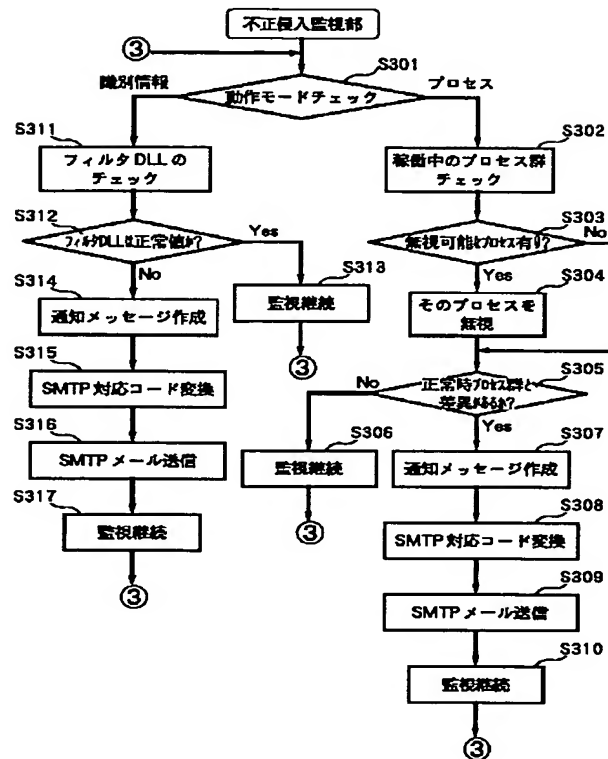 不正侵入監視部
③
S301
識別情報
プロセス
動作モードチェック
S311
フィルタDLLの
チェック
S302
稼働中のプロセス群
チェック
S312
フィルタDLLは正常値か?
Yes
No
S303
無視可能なプロセス有り?
No
Yes
S313
監視継続
③
S304
そのプロセスを
無視
S314
通知メッセージ作成
S305
正常時プロセス群と
差異があるか?
No
Yes
S315
SMTP対応コード変換
S306
監視継続
③
S307
通知メッセージ作成
S316
SMTPメール送信
S308
SMTP対応コード変換
S317
監視継続
③
S309
SMTPメール送信
S310
監視継続
③